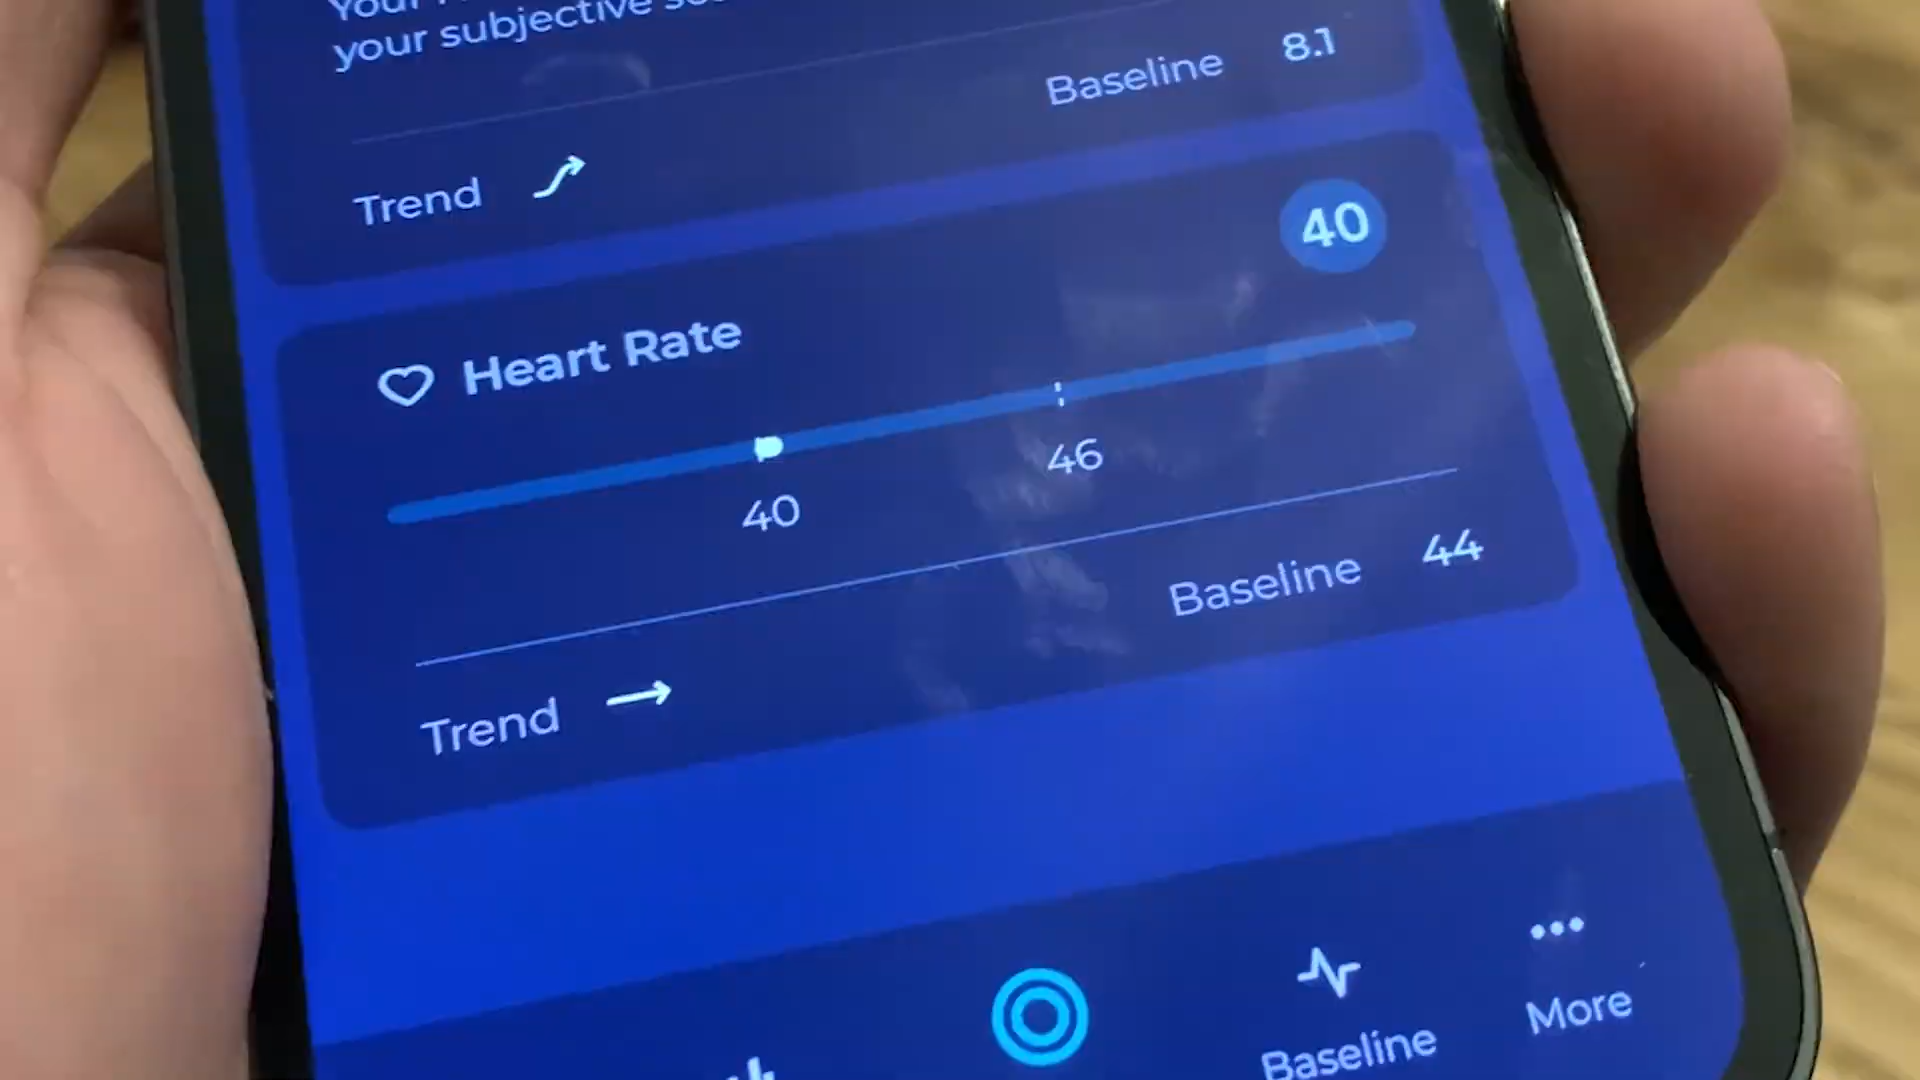 your subjective
Baseline 8.1
Trend
40
Heart Rate
40 46
Baseline 44
Trend
Baseline
More